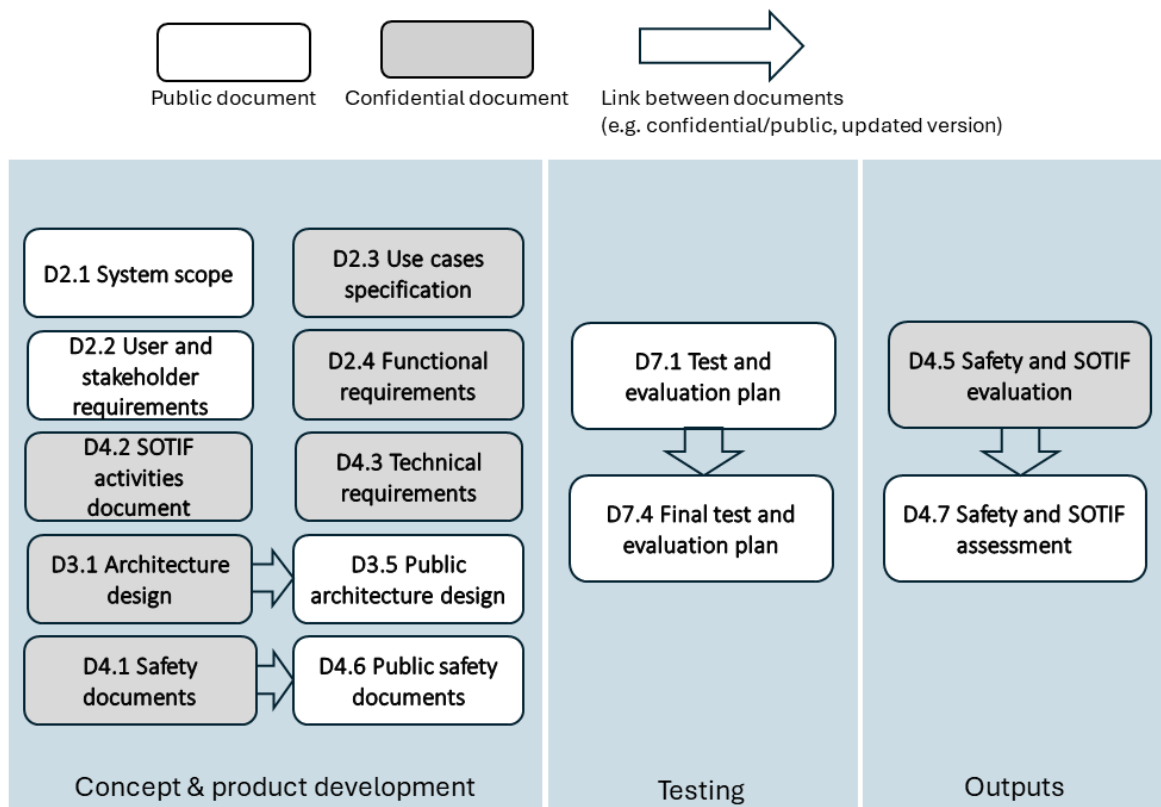 Public document
Confidential document
Link between documents
(e.g. confidential/public, updated version)
D2.1 System scope
D2.3 Use cases
specification
D2.2 User and
stakeholder
requirements
D2.4 Functional
requirements
D4.2 SOTIF
activities
document
D4.3 Technical
requirements
D3.1 Architecture
design
D3.5 Public
architecture design
D4.1 Safety
documents
D4.6 Public safety
documents
Concept & product development
D7.1 Test and
evaluation plan
D7.4 Final test and
evaluation plan
Testing
D4.5 Safety and SOTIF
evaluation
D4.7 Safety and SOTIF
assessment
Outputs